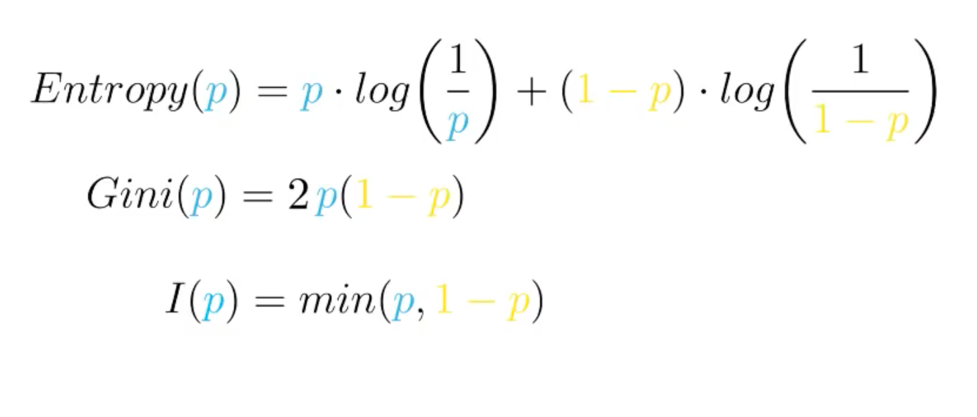 Entropy(p) = p · log(1/p) + (1 − p) · log(1/(1 − p))
Gini(p) = 2p(1 − p)
I(p) = min(p, 1 − p)